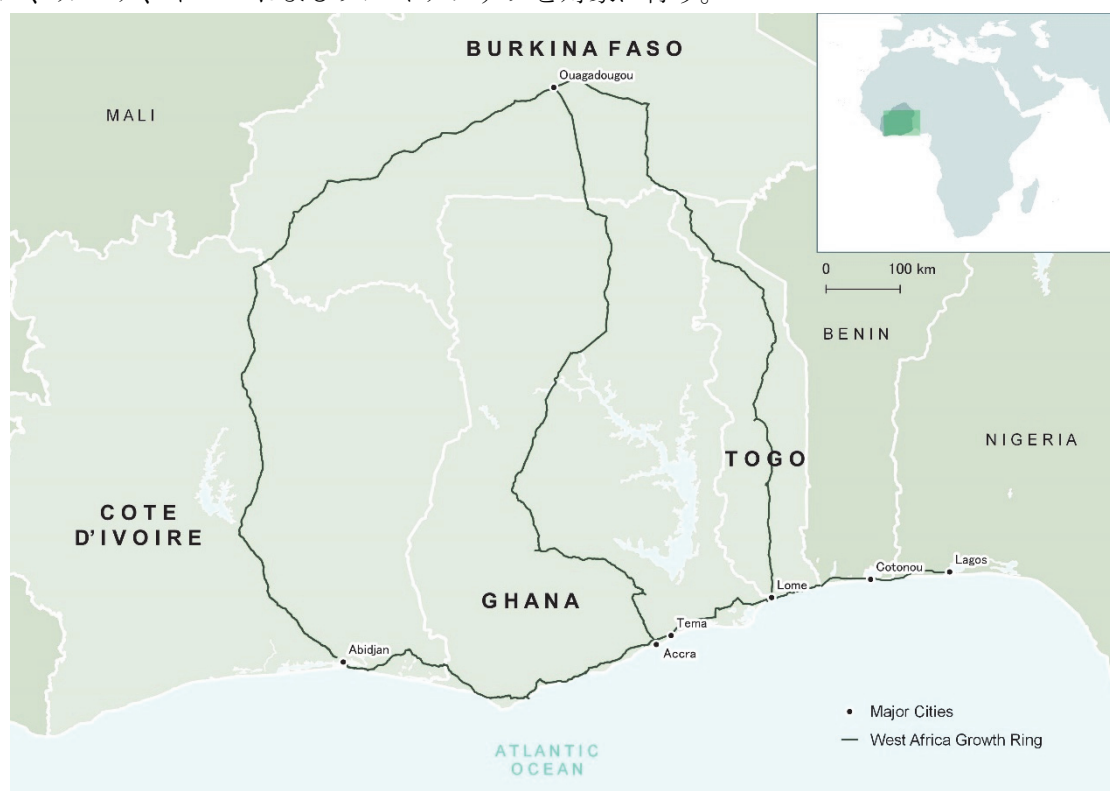 BURKINA FASO
Ouagadougou
MALI
0 100 km
BENIN
NIGERIA
TOGO
COTE
D'IVOIRE
GHANA
Lagos
Cotonou
Lome
Tema
Accra
Abidjan
Major Cities
West Africa Growth Ring
ATLANTIC
OCEAN